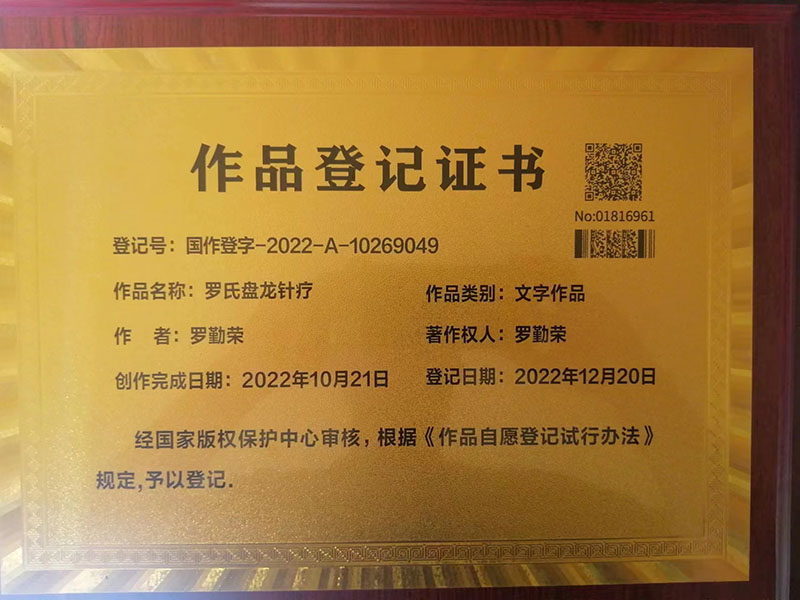 作品登记证书
No:01816961
登记号：国作登字-2022-A-10269049
作品名称：罗氏盘龙针疗 作品类别：文字作品
作 者：罗勤荣 著作权人：罗勤荣
创作完成日期：2022年10月21日 登记日期：2022年12月20日
经国家版权保护中心审核，根据《作品自愿登记试行办法》
规定,予以登记.